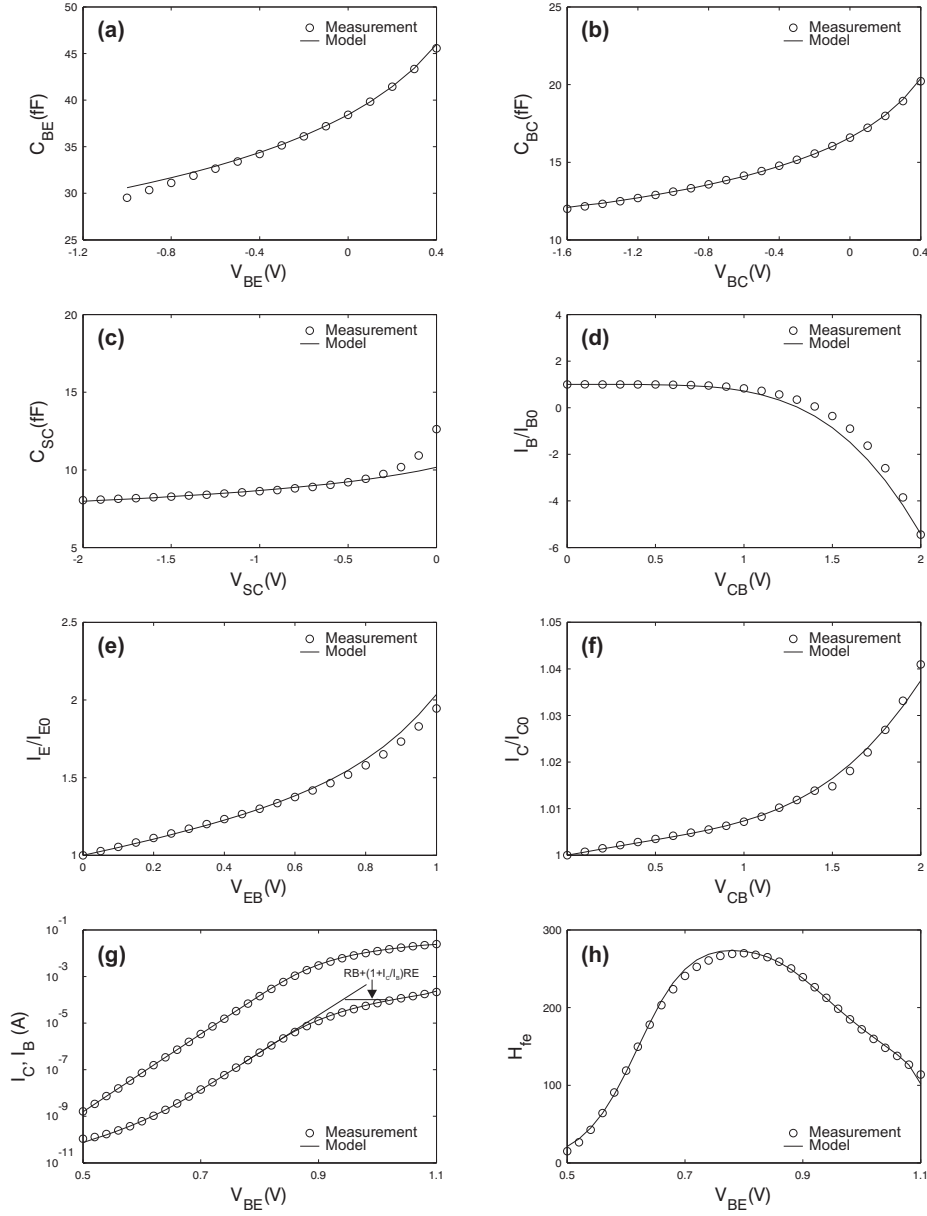 (a)
Measurement
Model
50
45
40
35
30
25
-1.2
-0.8
-0.4
0
0.4
C_BE(fF)
V_BE(V)
(b)
Measurement
Model
25
20
15
10
-1.6
-1.2
-0.8
-0.4
0
0.4
C_BC(fF)
V_BC(V)
(c)
Measurement
Model
20
15
10
5
-2
-1.5
-1
-0.5
0
C_SC(fF)
V_SC(V)
(d)
Measurement
Model
4
2
0
-2
-4
-6
0
0.5
1
1.5
2
I_B/I_B0
V_CB(V)
(e)
Measurement
Model
2.5
2
1.5
1
0
0.2
0.4
0.6
0.8
1
I_E/I_E0
V_EB(V)
(f)
Measurement
Model
1.05
1.04
1.03
1.02
1.01
1
0
0.5
1
1.5
2
I_C/I_C0
V_CB(V)
(g)
RB+(1+I_C/I_B)RE
Measurement
Model
10^-1
10^-3
10^-5
10^-7
10^-9
10^-11
0.5
0.7
0.9
1.1
I_C, I_B (A)
V_BE(V)
(h)
Measurement
Model
300
200
100
0
0.5
0.7
0.9
1.1
H_fe
V_BE(V)